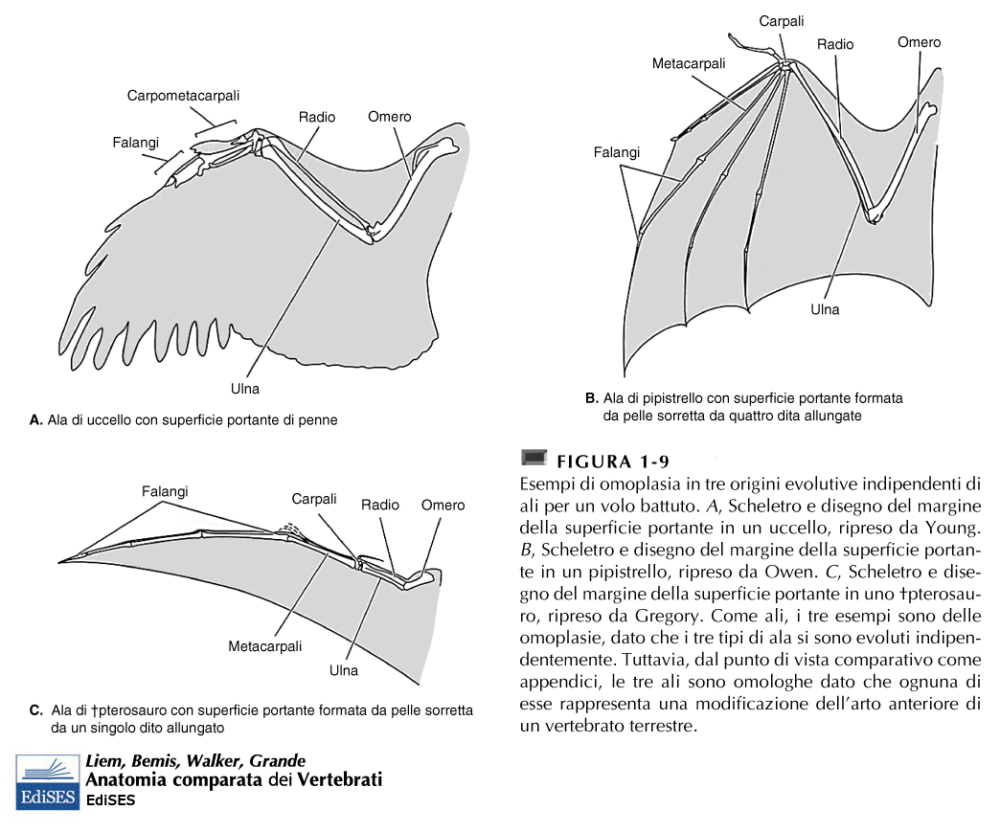 Carpometacarpali
Falangi
Radio
Omero
Ulna
A. Ala di uccello con superficie portante di penne
Carpali
Metacarpali
Radio
Omero
Falangi
Ulna
B. Ala di pipistrello con superficie portante formata
da pelle sorretta da quattro dita allungate
Falangi
Carpali
Radio
Omero
Metacarpali
Ulna
C. Ala di †pterosauro con superficie portante formata da pelle sorretta
da un singolo dito allungato
FIGURA 1-9
Esempi di omoplasia in tre origini evolutive indipendenti di
ali per un volo battuto. A, Scheletro e disegno del margine
della superficie portante in un uccello, ripreso da Young.
B, Scheletro e disegno del margine della superficie portan-
te in un pipistrello, ripreso da Owen. C, Scheletro e dise-
gno del margine della superficie portante in uno †pterosau-
ro, ripreso da Gregory. Come ali, i tre esempi sono delle
omoplasie, dato che i tre tipi di ala si sono evoluti indipen-
dentemente. Tuttavia, dal punto di vista comparativo come
appendici, le tre ali sono omologhe dato che ognuna di
esse rappresenta una modificazione dell'arto anteriore di
un vertebrato terrestre.
Liem, Bemis, Walker, Grande
Anatomia comparata dei Vertebrati
EdiSES
EdiSES